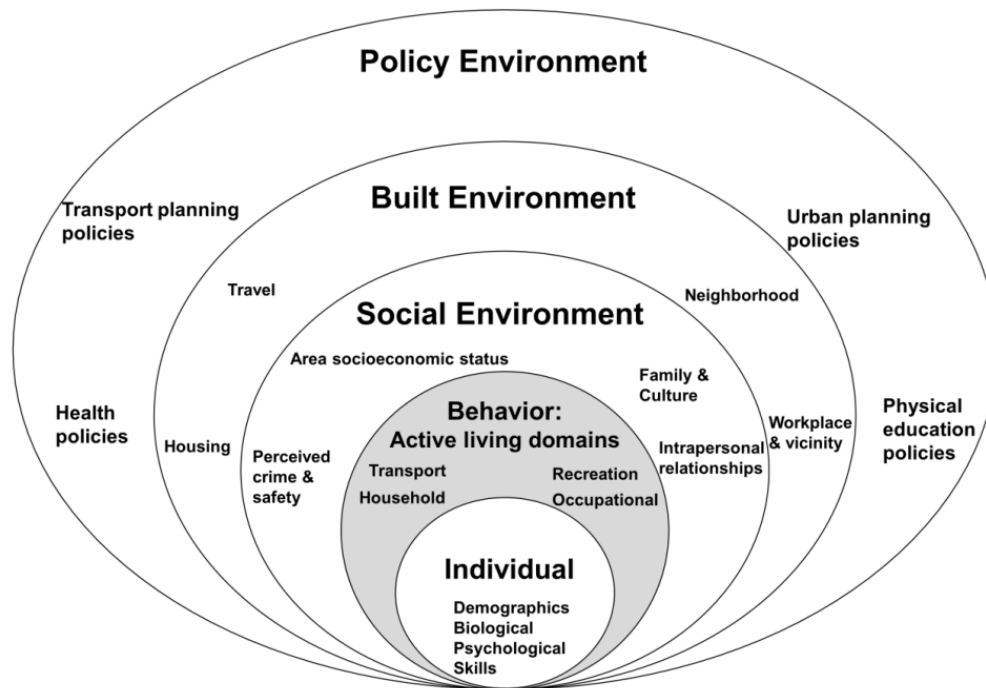 Policy Environment
Transport planning
policies
Urban planning
policies
Built Environment
Travel
Neighborhood
Social Environment
Area socioeconomic status
Family &
Culture
Health
policies
Physical
education
policies
Housing
Workplace
& vicinity
Perceived
crime &
safety
Intrapersonal
relationships
Behavior:
Active living domains
Transport
Household
Recreation
Occupational
Individual
Demographics
Biological
Psychological
Skills